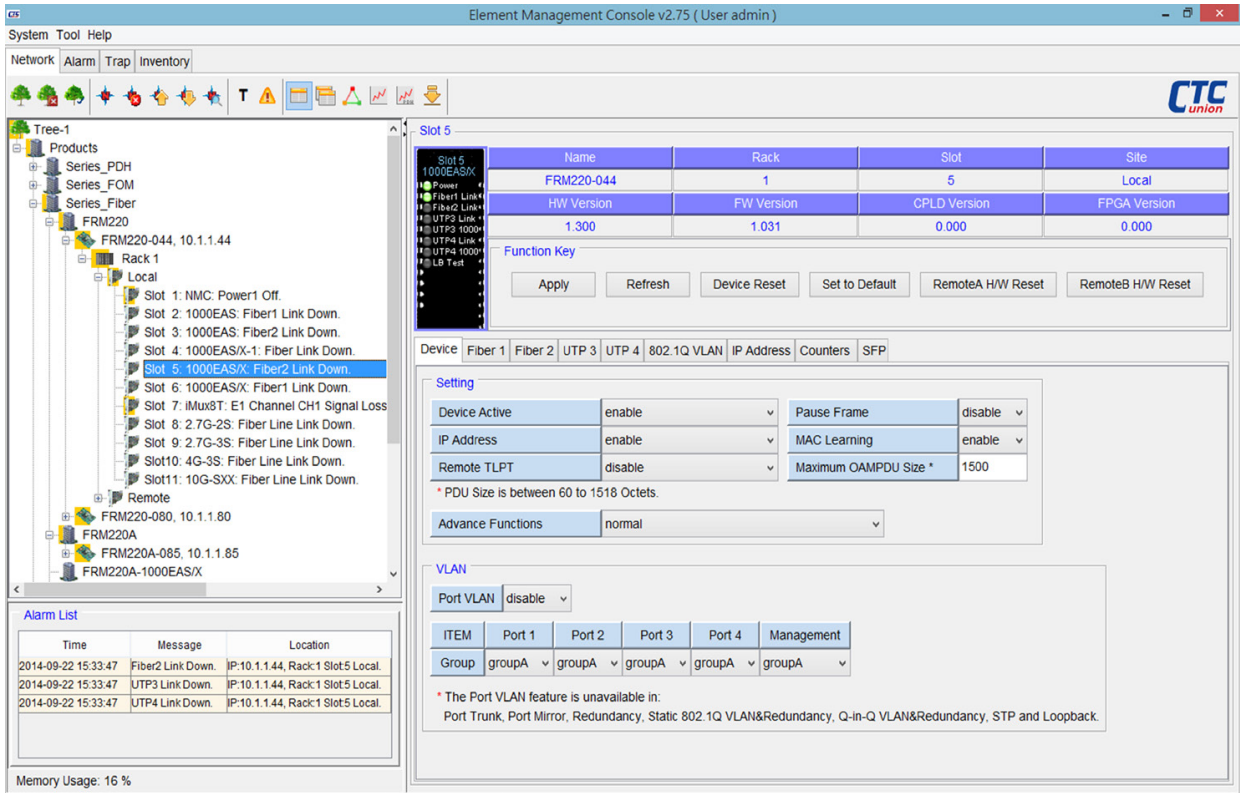 CTC
Element Management Console v2.75 ( User admin )
System Tool Help
Network Alarm Trap Inventory
T
CTC union
Tree-1
Products
Series_PDH
Series_FOM
Series_Fiber
FRM220
FRM220-044, 10.1.1.44
Rack 1
Local
Slot 1: NMC: Power1 Off.
Slot 2: 1000EAS: Fiber1 Link Down.
Slot 3: 1000EAS: Fiber2 Link Down.
Slot 4: 1000EAS/X-1: Fiber Link Down.
Slot 5: 1000EAS/X: Fiber2 Link Down.
Slot 6: 1000EAS/X: Fiber1 Link Down.
Slot 7: iMux8T: E1 Channel CH1 Signal Loss
Slot 8: 2.7G-2S: Fiber Line Link Down.
Slot 9: 2.7G-3S: Fiber Line Link Down.
Slot10: 4G-3S: Fiber Line Link Down.
Slot11: 10G-SXX: Fiber Line Link Down.
Remote
FRM220-080, 10.1.1.80
FRM220A
FRM220A-085, 10.1.1.85
FRM220A-1000EAS/X
Alarm List
Time Message Location
2014-09-22 15:33:47 Fiber2 Link Down. IP:10.1.1.44, Rack:1 Slot:5 Local.
2014-09-22 15:33:47 UTP3 Link Down. IP:10.1.1.44, Rack:1 Slot:5 Local.
2014-09-22 15:33:47 UTP4 Link Down. IP:10.1.1.44, Rack:1 Slot:5 Local.
Memory Usage: 16 %
Slot 5
Slot 5
1000EAS/X
Power
Fiber1 Link
Fiber2 Link
UTP3 Link
UTP3 1000
UTP4 Link
UTP4 1000
LB Test
Name Rack Slot Site
FRM220-044 1 5 Local
HW Version FW Version CPLD Version FPGA Version
1.300 1.031 0.000 0.000
Function Key
Apply Refresh Device Reset Set to Default RemoteA H/W Reset RemoteB H/W Reset
Device Fiber 1 Fiber 2 UTP 3 UTP 4 802.1Q VLAN IP Address Counters SFP
Setting
Device Active enable Pause Frame disable
IP Address enable MAC Learning enable
Remote TLPT disable Maximum OAMPDU Size * 1500
* PDU Size is between 60 to 1518 Octets.
Advance Functions normal
VLAN
Port VLAN disable
ITEM Port 1 Port 2 Port 3 Port 4 Management
Group groupA groupA groupA groupA groupA
* The Port VLAN feature is unavailable in:
Port Trunk, Port Mirror, Redundancy, Static 802.1Q VLAN&Redundancy, Q-in-Q VLAN&Redundancy, STP and Loopback.